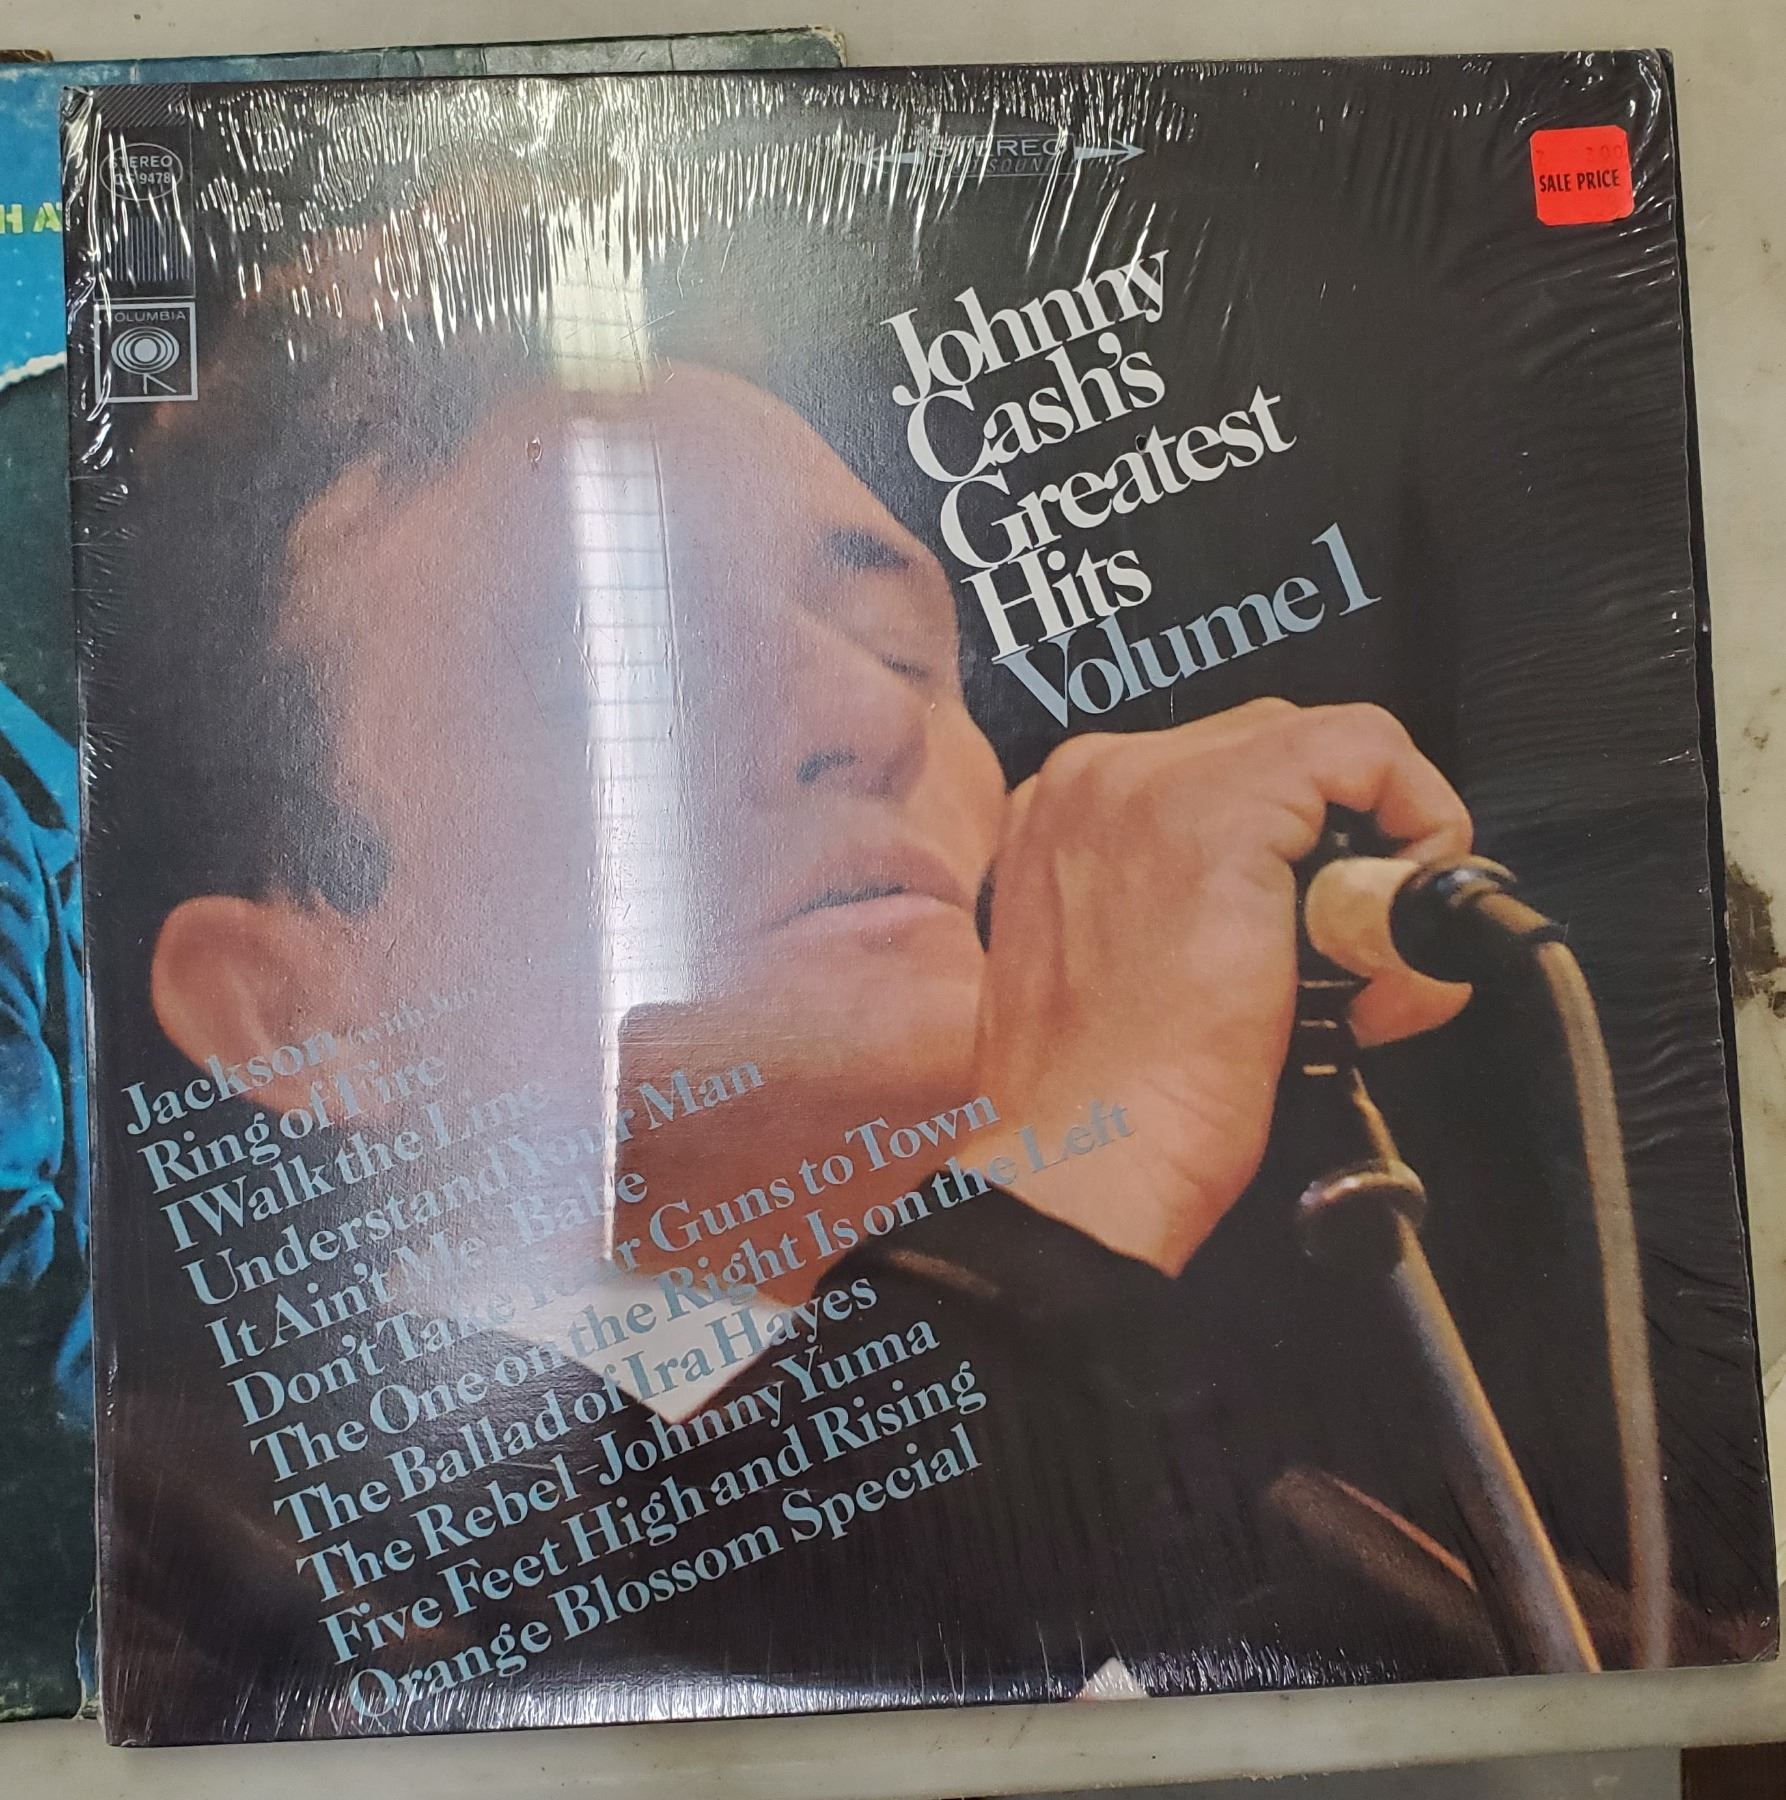 H A
STEREO
CS 9478
COLUMBIA
STEREO
SALE PRICE
Johnny
Cash's
Greatest
Hits
Volume 1
Jackson (with
Ring of Fire
I Walk the Line
Understand Your Man
It Ain't Me, Babe
Don't Take Your Guns to Town
The One on the Right Is on the Left
The Ballad of Ira Hayes
The Rebel-Johnny Yuma
Five Feet High and Rising
Orange Blossom Special